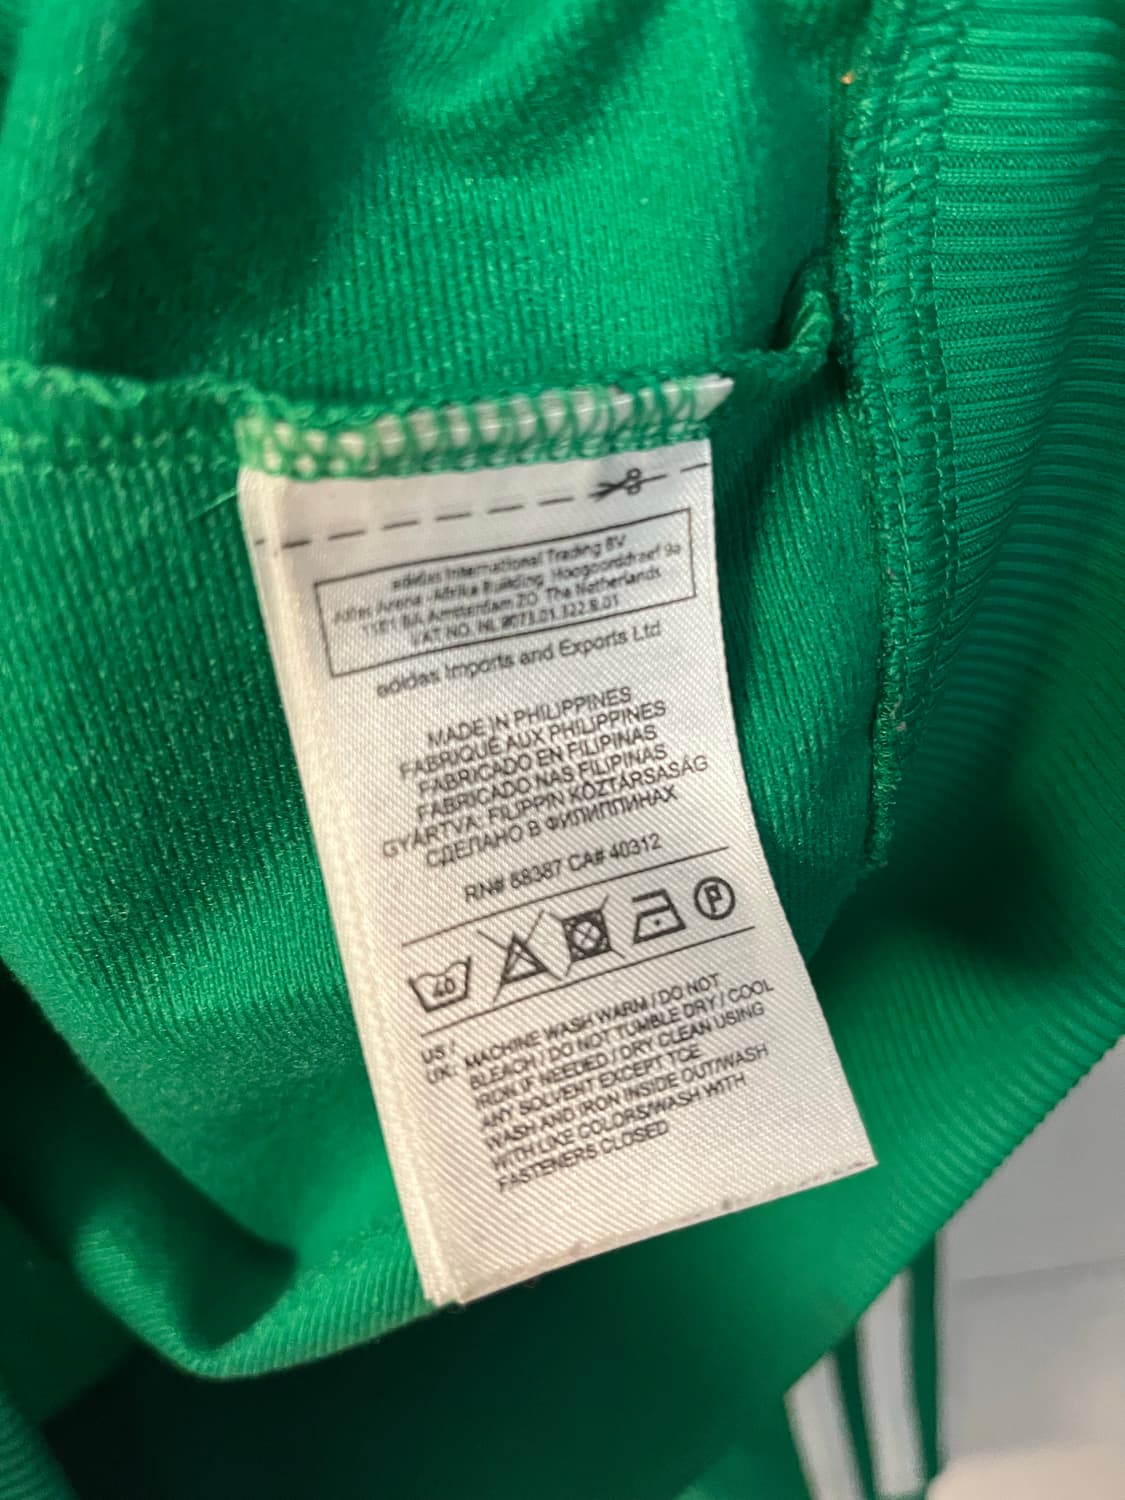 adidas International Trading BV
Atlas Arena -Afrika Building Hoogoorddreef 9a
1101 BA Amsterdam ZO The Netherlands
VAT NO. NL 8073.01.322.B.01
adidas Imports and Exports Ltd
MADE IN PHILIPPINES
FABRIQUÉ AUX PHILIPPINES
FABRICADO EN FILIPINAS
FABRICADO NAS FILIPINAS
GYÁRTVA: FILIPPIN KÖZTÁRSASÁG
СДЕЛАНО В ФИЛИППИНАХ
RN# 88387 CA# 40312
40 P
US / MACHINE WASH WARM / DO NOT
UK: BLEACH / DO NOT TUMBLE DRY / COOL
IRON IF NEEDED / DRY CLEAN USING
ANY SOLVENT EXCEPT TCE
WASH AND IRON INSIDE OUT/WASH
WITH LIKE COLORS/WASH WITH
FASTENERS CLOSED